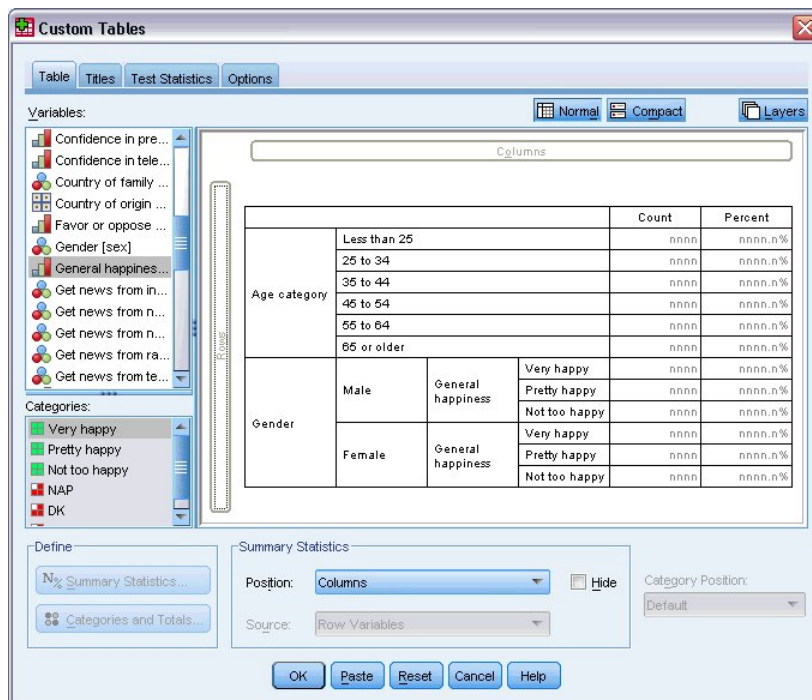 Custom Tables
Table Titles Test Statistics Options
Variables:
Normal Compact Layers
Confidence in pre...
Confidence in tele...
Country of family ...
Country of origin ...
Favor or oppose ...
Gender [sex]
General happines...
Get news from in...
Get news from n...
Get news from n...
Get news from ra...
Get news from te...
Categories:
Very happy
Pretty happy
Not too happy
NAP
DK
Columns
Rows
Count Percent
Age category Less than 25 nnnn nnnn.n%
25 to 34 nnnn nnnn.n%
35 to 44 nnnn nnnn.n%
45 to 54 nnnn nnnn.n%
55 to 64 nnnn nnnn.n%
65 or older nnnn nnnn.n%
Gender Male General happiness Very happy nnnn nnnn.n%
Pretty happy nnnn nnnn.n%
Not too happy nnnn nnnn.n%
Female General happiness Very happy nnnn nnnn.n%
Pretty happy nnnn nnnn.n%
Not too happy nnnn nnnn.n%
Define
N% Summary Statistics...
Categories and Totals...
Summary Statistics
Position: Columns Hide
Source: Row Variables
Category Position:
Default
OK Paste Reset Cancel Help